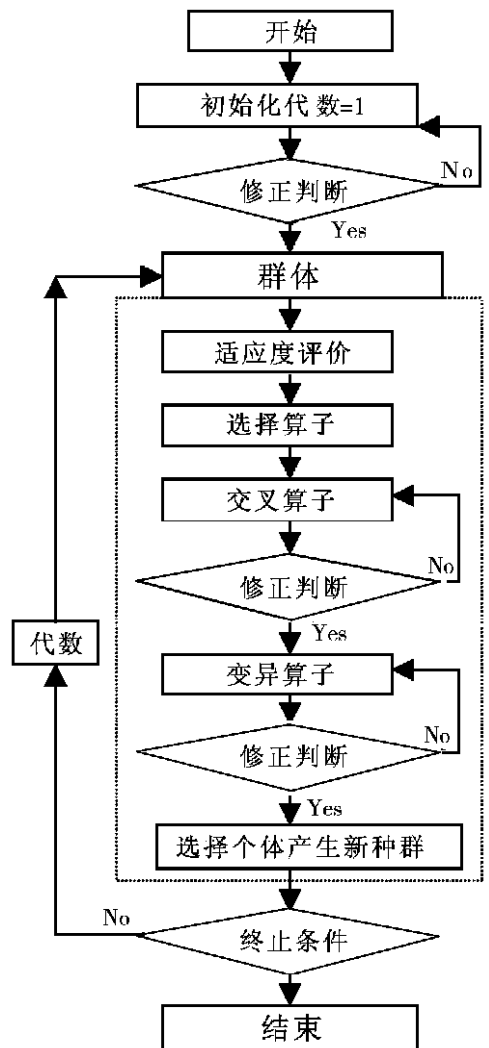 开始
初始化代数=1
No
修正判断
Yes
群体
适应度评价
选择算子
交叉算子
No
修正判断
Yes
代数
变异算子
No
修正判断
Yes
选择个体产生新种群
No
终止条件
结束